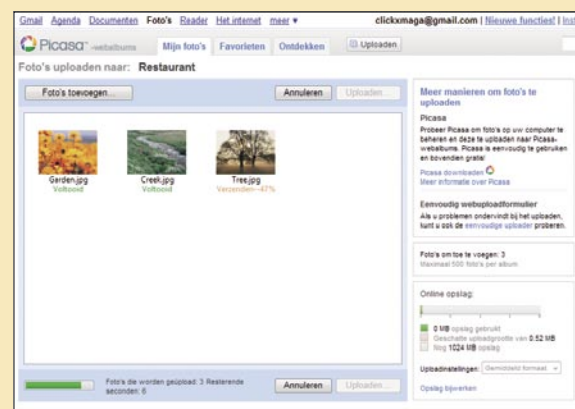 Gmail Agenda Documenten Foto's Reader Het internet meer ▼ clickxmaga@gmail.com | Nieuwe functies! | Inst
Picasa™ -webalbums Mijn foto's Favorieten Ontdekken Uploaden
Foto's uploaden naar: Restaurant
Foto's toevoegen... Annuleren Uploaden...
Garden.jpg
Voltooid
Creek.jpg
Voltooid
Tree.jpg
Verzenden--47%
Foto's die worden geüpload: 3 Resterende
seconden: 6
Annuleren Uploaden...
Meer manieren om foto's te
uploaden
Picasa
Probeer Picasa om foto's op uw computer te
beheren en deze te uploaden naar Picasa-
webalbums. Picasa is eenvoudig te gebruiken
en bovendien gratis!
Picasa downloaden
Meer informatie over Picasa
Eenvoudig webuploadformulier
Als u problemen ondervindt bij het uploaden,
kunt u ook de eenvoudige uploader proberen.
Foto's om toe te voegen: 3
Maximaal 500 foto's per album
Online opslag:
0 MB opslag gebruikt
Geschatte uploadgrootte van 0.52 MB
Nog 1024 MB opslag
Uploadinstellingen: Gemiddeld formaat
Opslag bijwerken